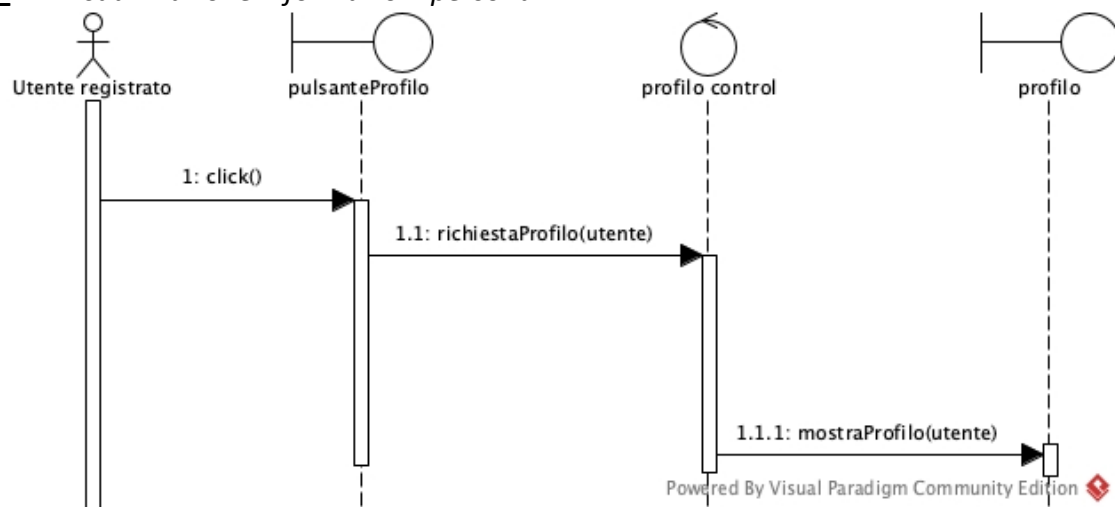 Utente registrato
pulsanteProfilo
profilo control
profilo
1: click()
1.1: richiestaProfilo(utente)
1.1.1: mostraProfilo(utente)
Powered By Visual Paradigm Community Edition